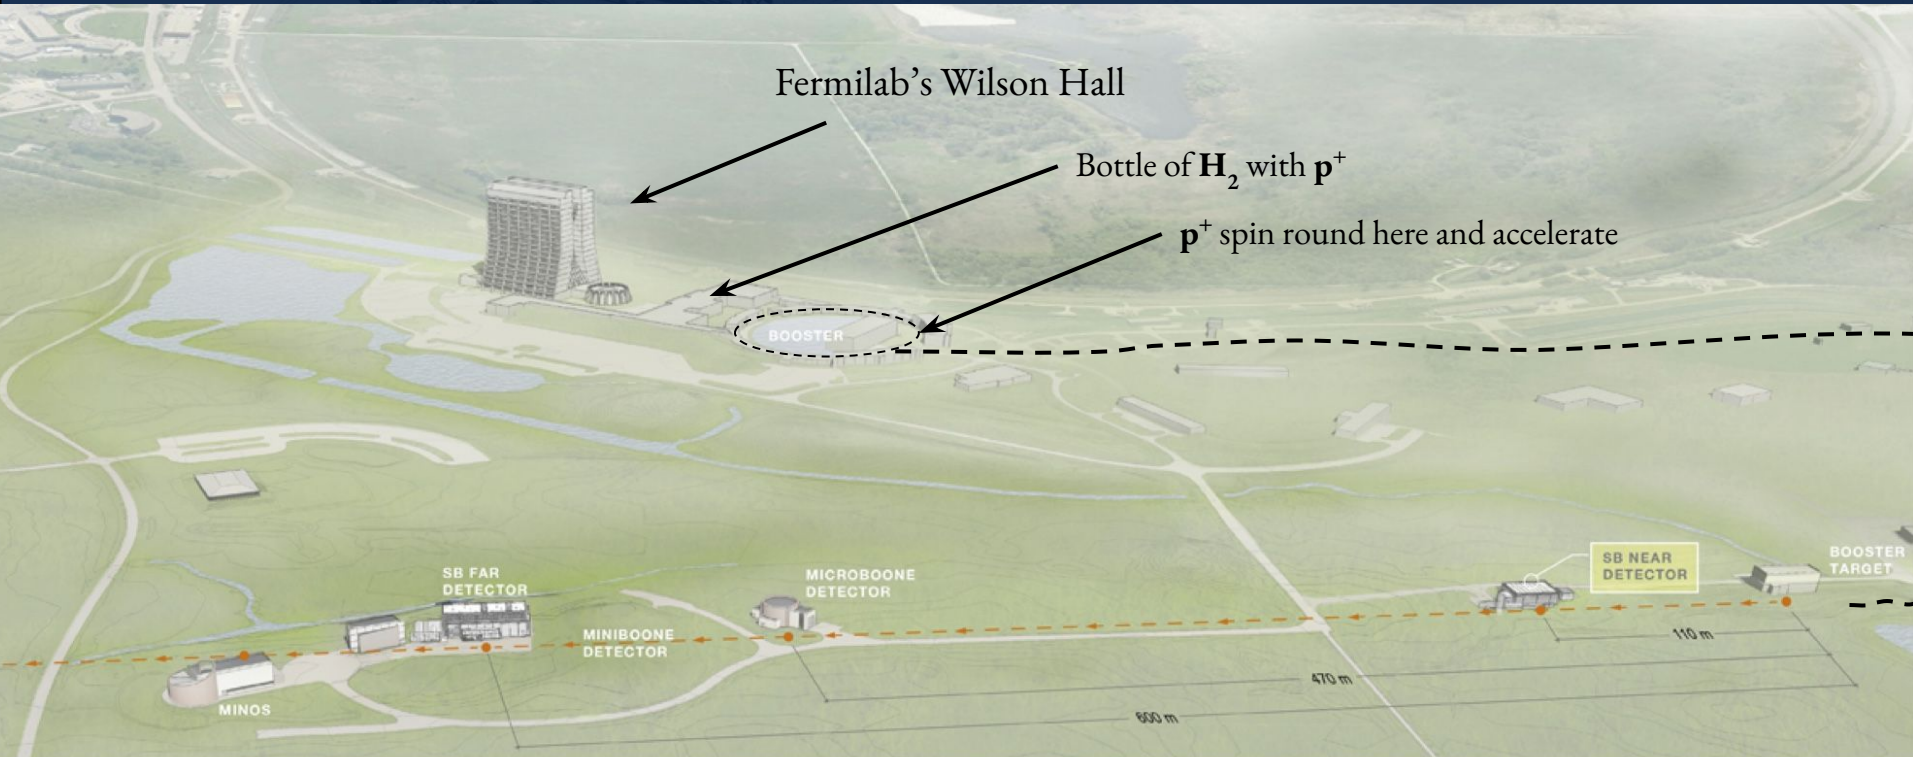 Fermilab’s Wilson Hall
Bottle of H2 with p+
p+ spin round here and accelerate
BOOSTER
SB FAR
DETECTOR
MICROBOONE
DETECTOR
MINIBOONE
DETECTOR
MINOS
SB NEAR
DETECTOR
BOOSTER
TARGET
110 m
470 m
600 m